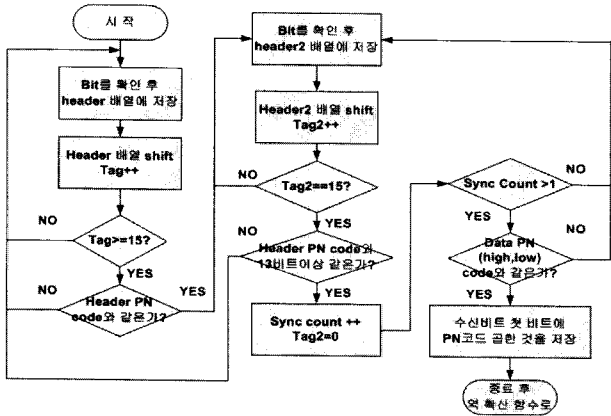 시 작
Bit를 확인 후
header 배열에 저장
Header 배열 shift
Tag++
NO
Tag>=15?
YES
NO
Header PN
code와 같은가?
YES
Bit를 확인 후
header2 배열에 저장
Header2 배열 shift
Tag2++
NO
Tag2==15?
YES
NO
Header PN code와
13비트이상 같은가?
YES
Sync count ++
Tag2=0
Sync Count >1
NO
YES
Data PN
(high,low)
code와 같은가?
NO
YES
수신비트 첫 비트에
PN코드 곱한 것을 저장
종료 후
역 확산 함수로